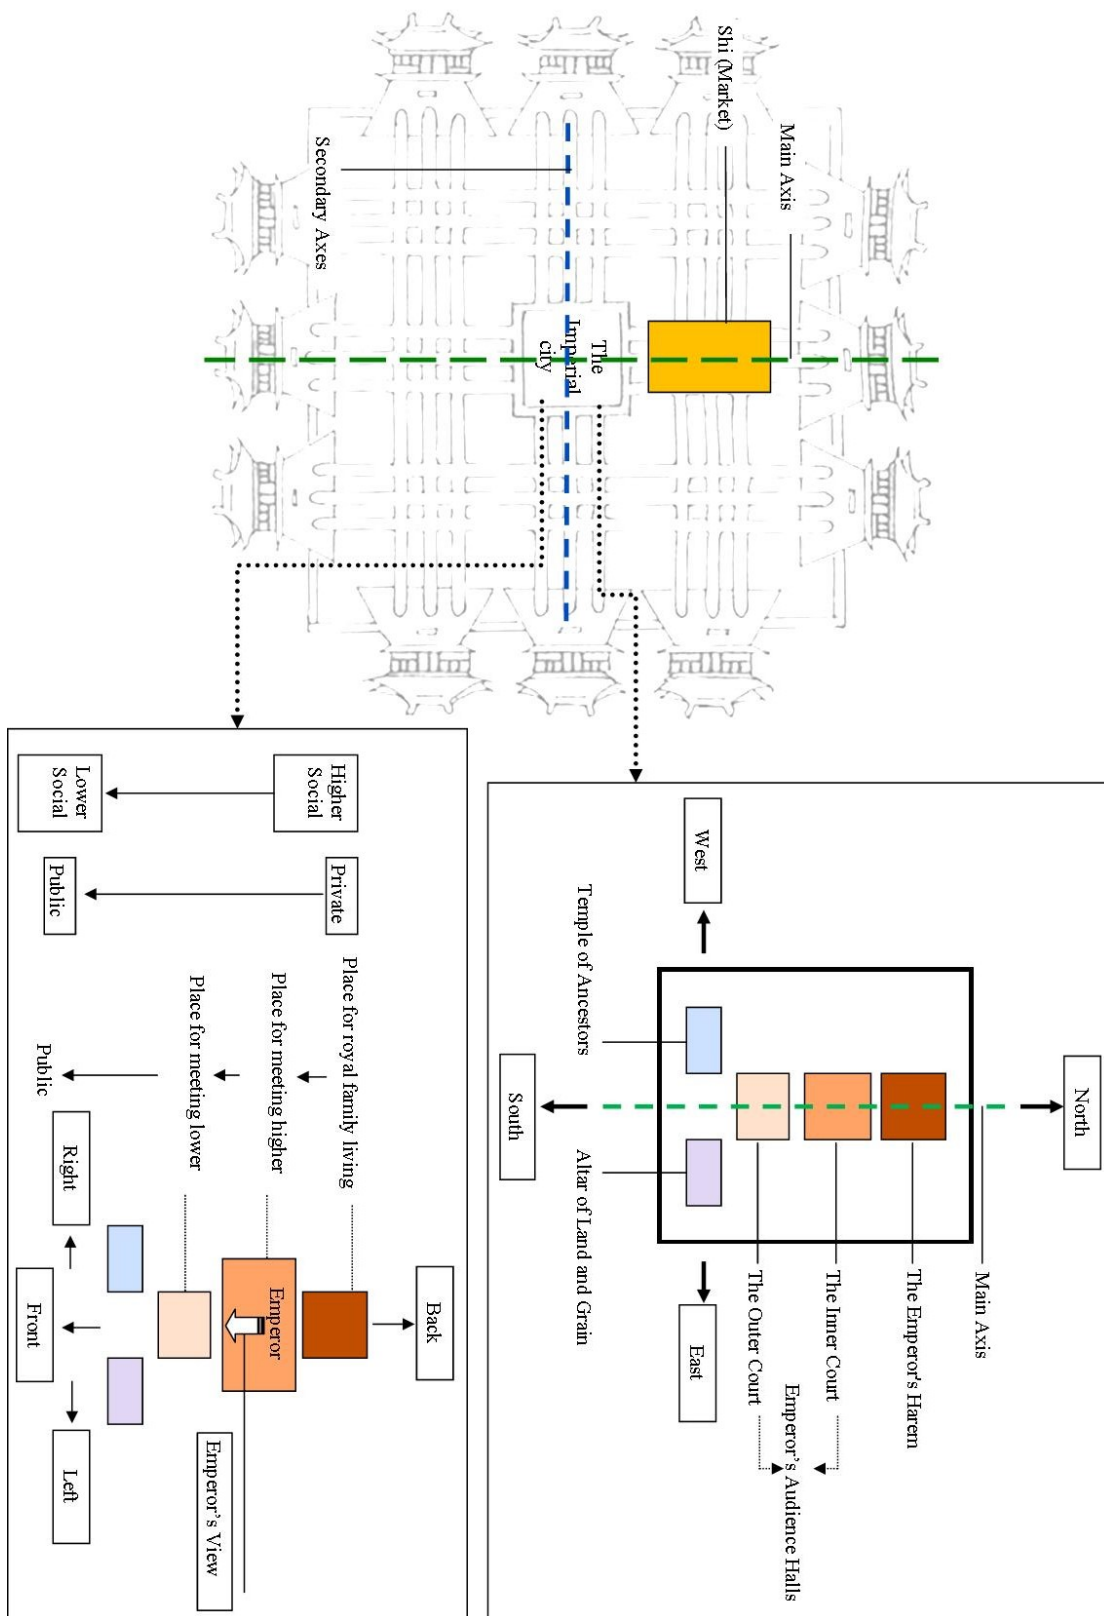 Shi (Market)
Main Axis
Secondary Axes
The
Imperial
city
North
West
East
South
Main Axis
The Emperor's Harem
The Inner Court
The Outer Court
Emperor's Audience Halls
Temple of Ancestors
Altar of Land and Grain
Higher
Social
Lower
Social
Private
Public
Place for royal family living
Place for meeting higher
Place for meeting lower
Public
Back
Emperor
Right
Front
Left
Emperor's View